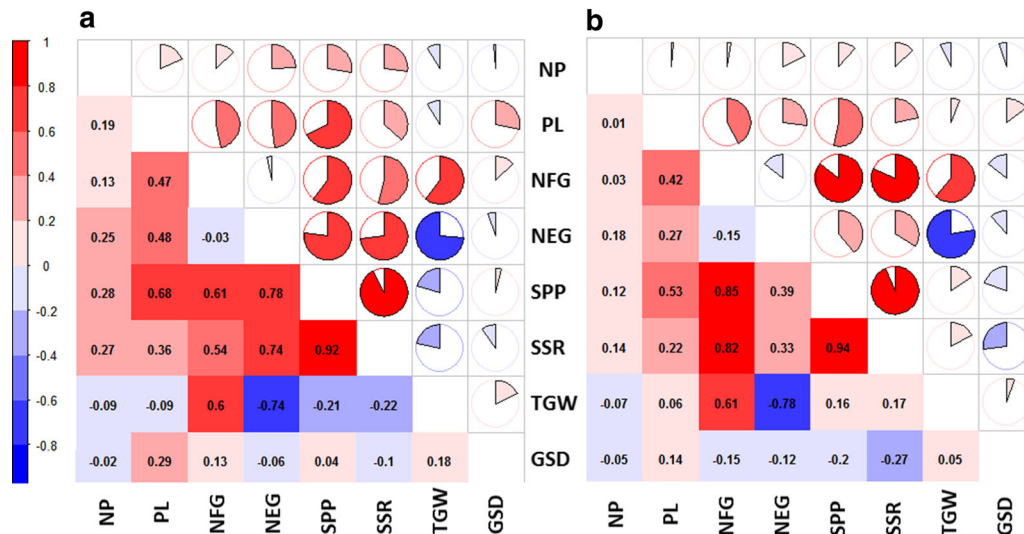 a
b
1
0.8
0.6
0.4
0.2
0
-0.2
-0.4
-0.6
-0.8
NP
PL
NFG
NEG
SPP
SSR
TGW
GSD
0.19
0.13 0.47
0.25 0.48 -0.03
0.28 0.68 0.61 0.78
0.27 0.36 0.54 0.74 0.92
-0.09 -0.09 0.6 -0.74 -0.21 -0.22
-0.02 0.29 0.13 -0.06 0.04 -0.1 0.18
NP PL NFG NEG SPP SSR TGW GSD
0.01
0.03 0.42
0.18 0.27 -0.15
0.12 0.53 0.85 0.39
0.14 0.22 0.82 0.33 0.94
-0.07 0.06 0.61 -0.78 0.16 0.17
-0.05 0.14 -0.15 -0.12 -0.2 -0.27 0.05
NP PL NFG NEG SPP SSR TGW GSD